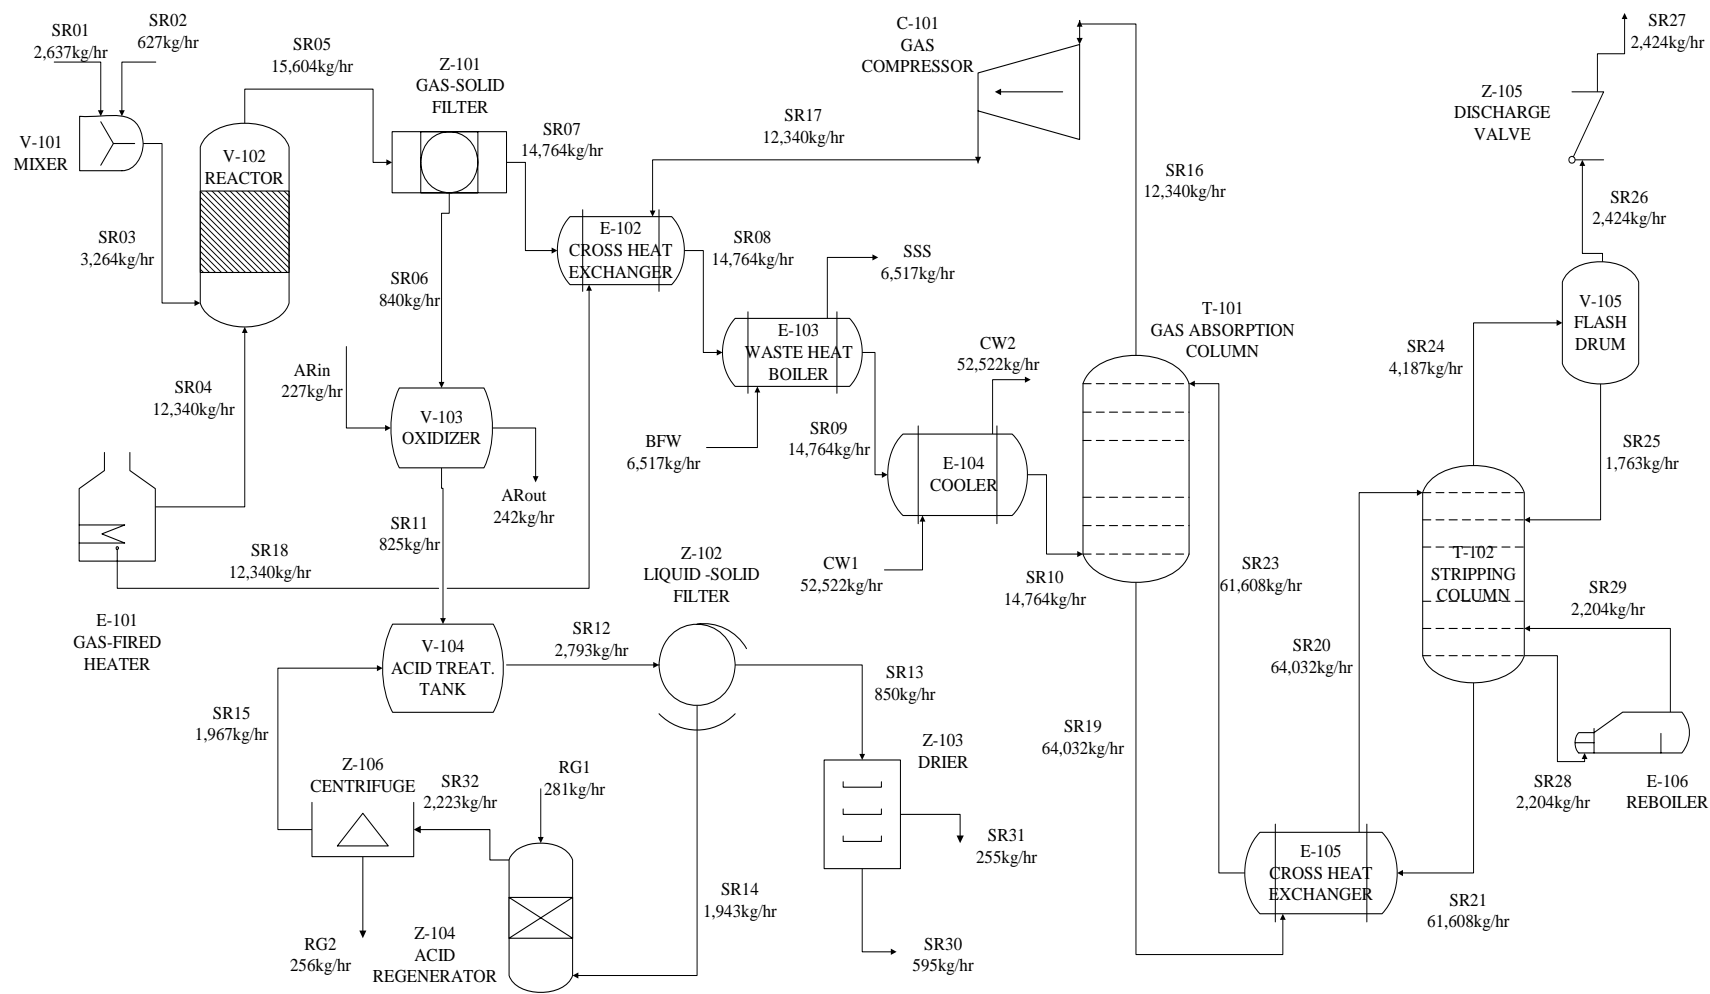 SR01
2,637kg/hr
SR02
627kg/hr
SR05
15,604kg/hr
Z-101
GAS-SOLID
FILTER
C-101
GAS
COMPRESSOR
SR27
2,424kg/hr
Z-105
DISCHARGE
VALVE
V-101
MIXER
V-102
REACTOR
SR07
14,764kg/hr
SR17
12,340kg/hr
SR16
12,340kg/hr
SR26
2,424kg/hr
SR03
3,264kg/hr
E-102
CROSS HEAT
EXCHANGER
SR08
14,764kg/hr
SSS
6,517kg/hr
SR06
840kg/hr
T-101
GAS ABSORPTION
COLUMN
V-105
FLASH
DRUM
E-103
WASTE HEAT
BOILER
CW2
52,522kg/hr
SR24
4,187kg/hr
ARin
227kg/hr
SR04
12,340kg/hr
V-103
OXIDIZER
BFW
6,517kg/hr
SR09
14,764kg/hr
SR25
1,763kg/hr
E-104
COOLER
ARout
242kg/hr
SR11
825kg/hr
SR18
12,340kg/hr
Z-102
LIQUID -SOLID
FILTER
CW1
52,522kg/hr
SR10
14,764kg/hr
SR23
61,608kg/hr
T-102
STRIPPING
COLUMN
SR29
2,204kg/hr
E-101
GAS-FIRED
HEATER
V-104
ACID TREAT.
TANK
SR12
2,793kg/hr
SR13
850kg/hr
SR20
64,032kg/hr
SR15
1,967kg/hr
SR19
64,032kg/hr
Z-103
DRIER
Z-106
CENTRIFUGE
SR32
2,223kg/hr
RG1
281kg/hr
SR28
2,204kg/hr
E-106
REBOILER
SR31
255kg/hr
E-105
CROSS HEAT
EXCHANGER
SR14
1,943kg/hr
SR21
61,608kg/hr
RG2
256kg/hr
Z-104
ACID
REGENERATOR
SR30
595kg/hr